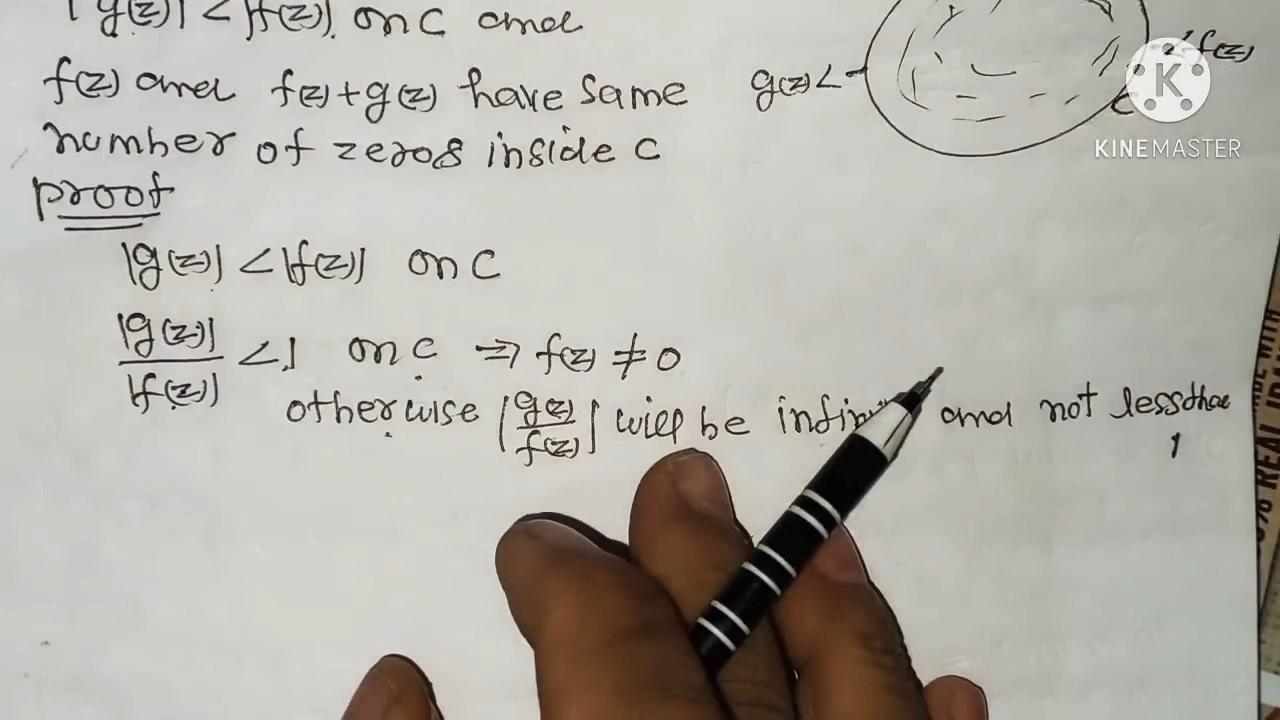 |g(z)| < |f(z)| on C and
f(z) and f(z)+g(z) have same
number of zeros inside C
g(z) <
f(z)
C
K
KINEMASTER
proof
|g(z)| < |f(z)| on C
|g(z)|
|f(z)|
< 1 on C ⇒ f(z) ≠ 0
otherwise |g(z)/f(z)| will be and not less
1